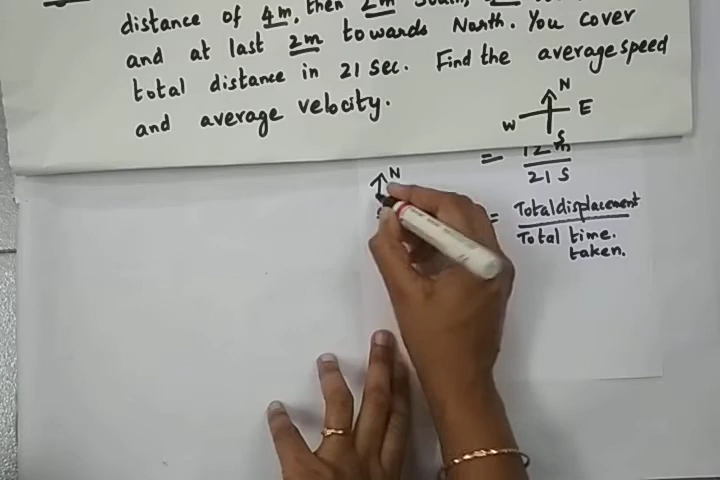 distance of 4m, then 2m South,
and at last 2m towards North. You cover
total distance in 21 sec. Find the average speed
and average velocity.
N
W E
S
= 12m
21 S
N
= Total displacement
Total time
taken.